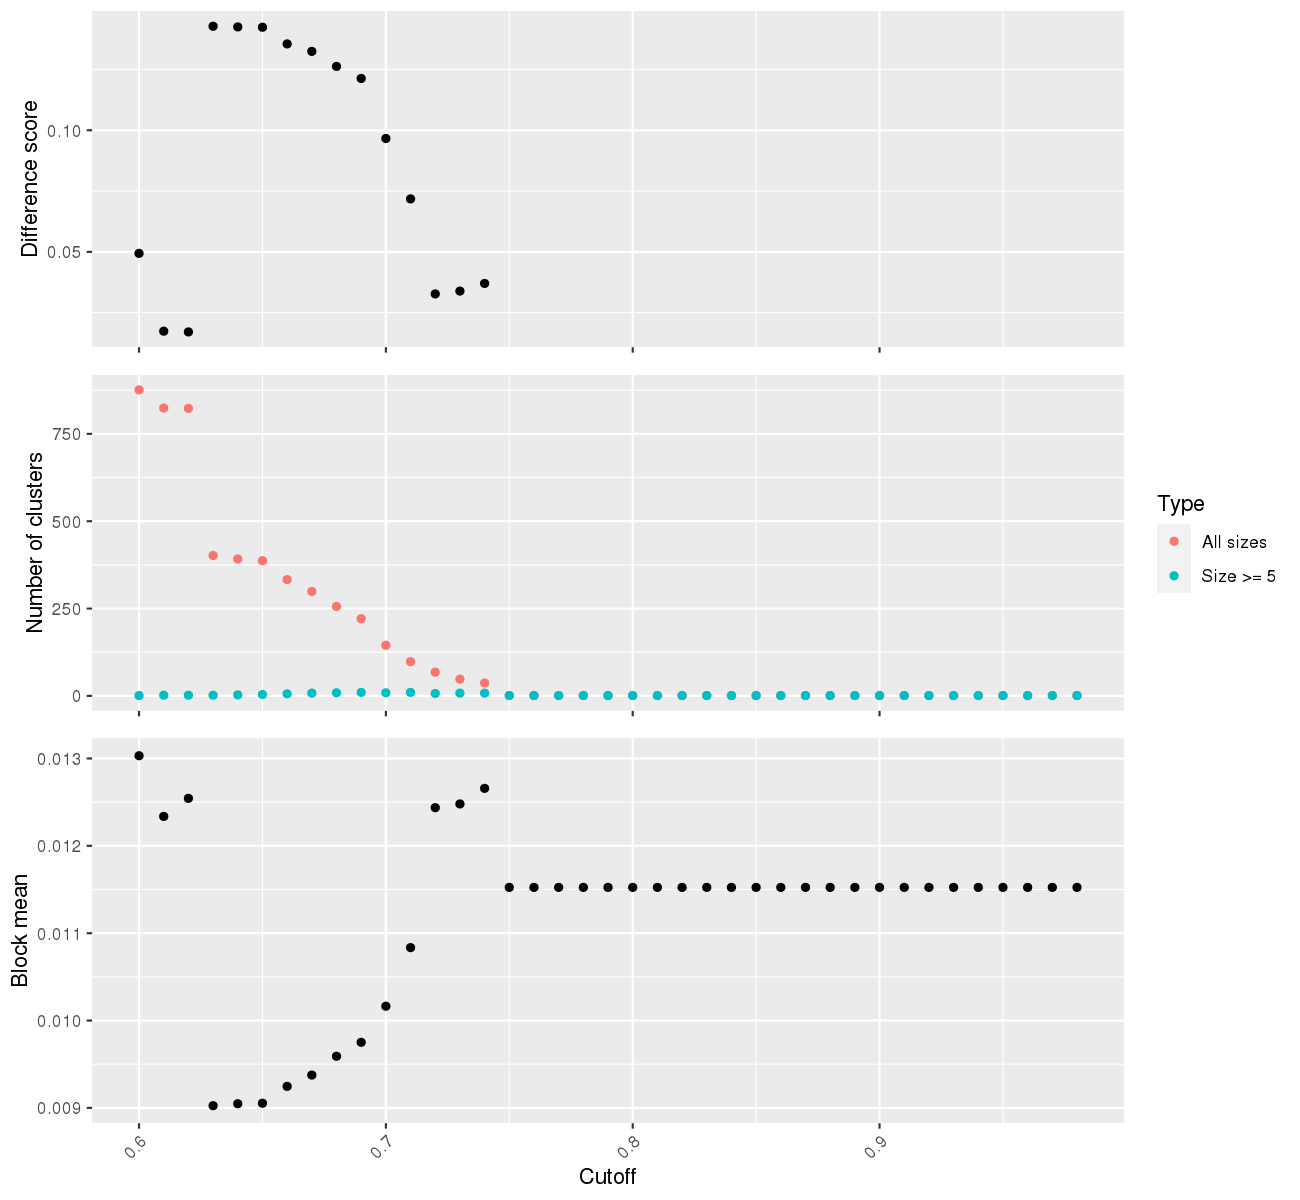 Difference score
0.10
0.05
Number of clusters
750
500
250
0
Type
All sizes
Size >= 5
Block mean
0.013
0.012
0.011
0.010
0.009
0.6
0.7
0.8
0.9
Cutoff